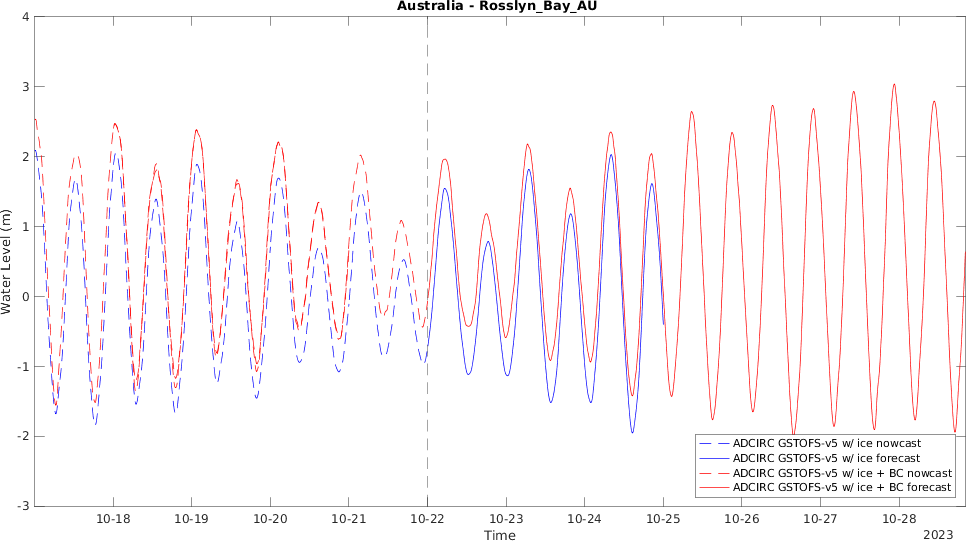 Australia - Rosslyn_Bay_AU
4
3
2
1
0
-1
-2
-3
Water Level (m)
10-18 10-19 10-20 10-21 10-22 10-23 10-24 10-25 10-26 10-27 10-28
Time
2023
ADCIRC GSTOFS-v5 w/ ice nowcast
ADCIRC GSTOFS-v5 w/ ice forecast
ADCIRC GSTOFS-v5 w/ ice + BC nowcast
ADCIRC GSTOFS-v5 w/ ice + BC forecast